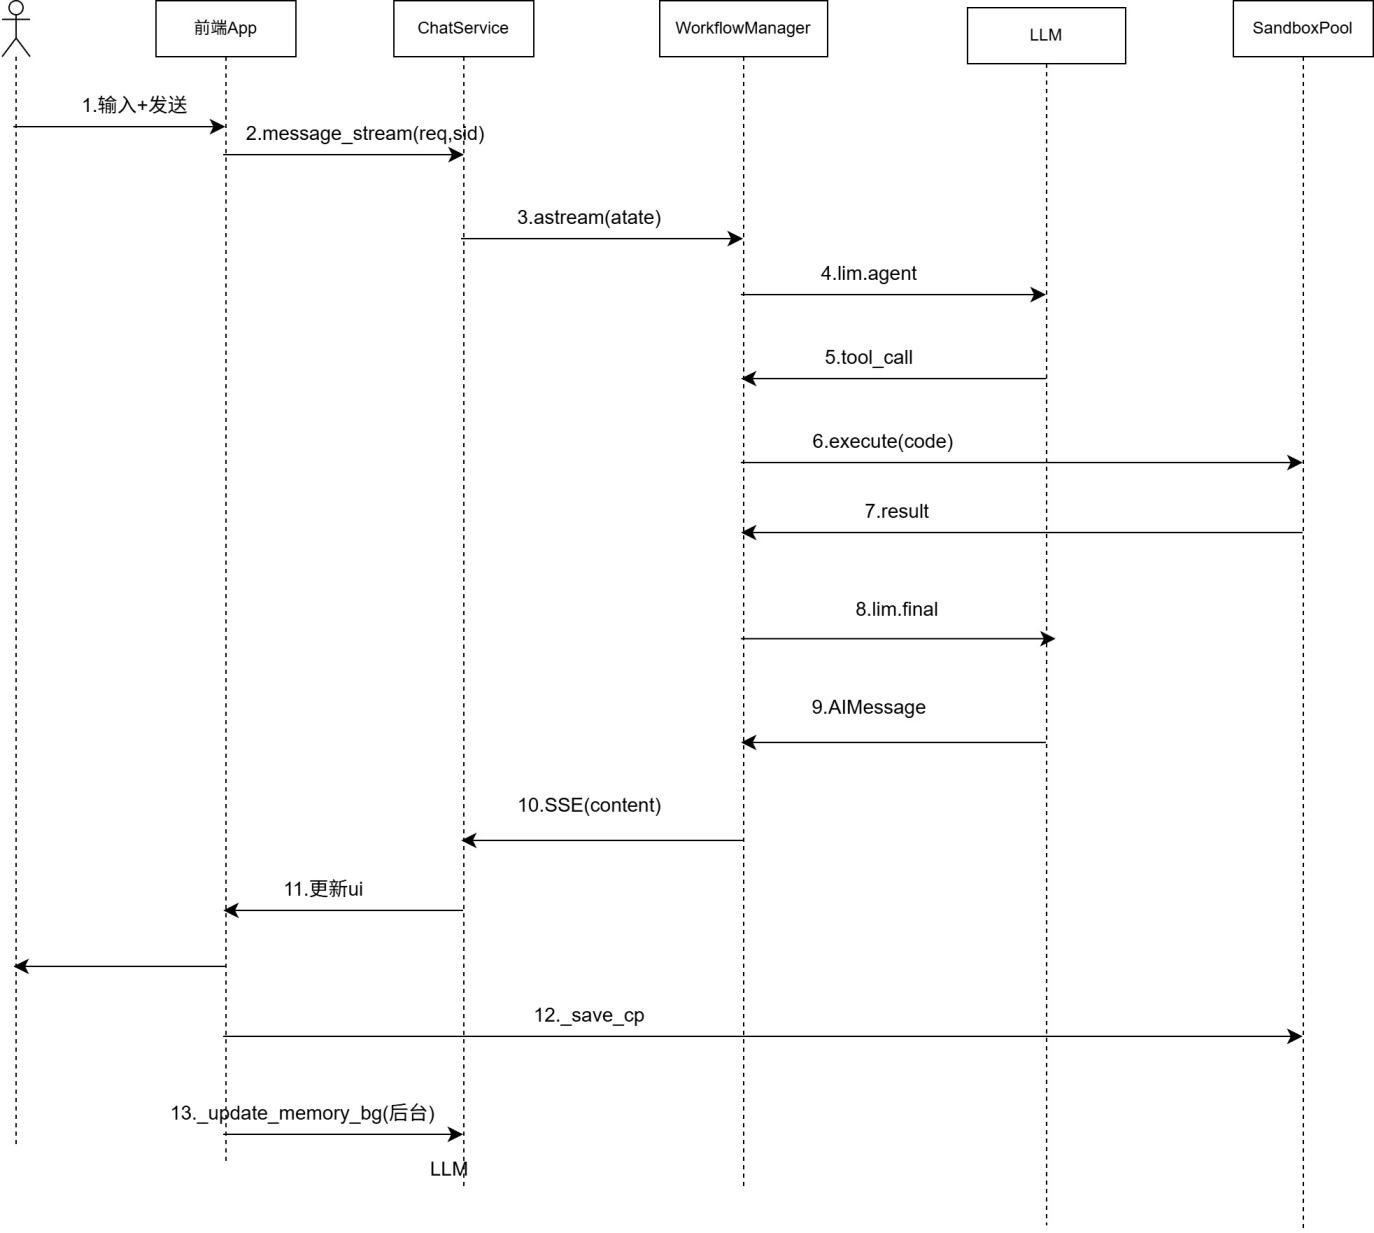 前端App
ChatService
WorkflowManager
LLM
SandboxPool
1.输入+发送
2.message_stream(req,sid)
3.astream(atate)
4.lim.agent
5.tool_call
6.execute(code)
7.result
8.lim.final
9.AIMessage
10.SSE(content)
11.更新ui
12._save_cp
13._update_memory_bg(后台)
LLM